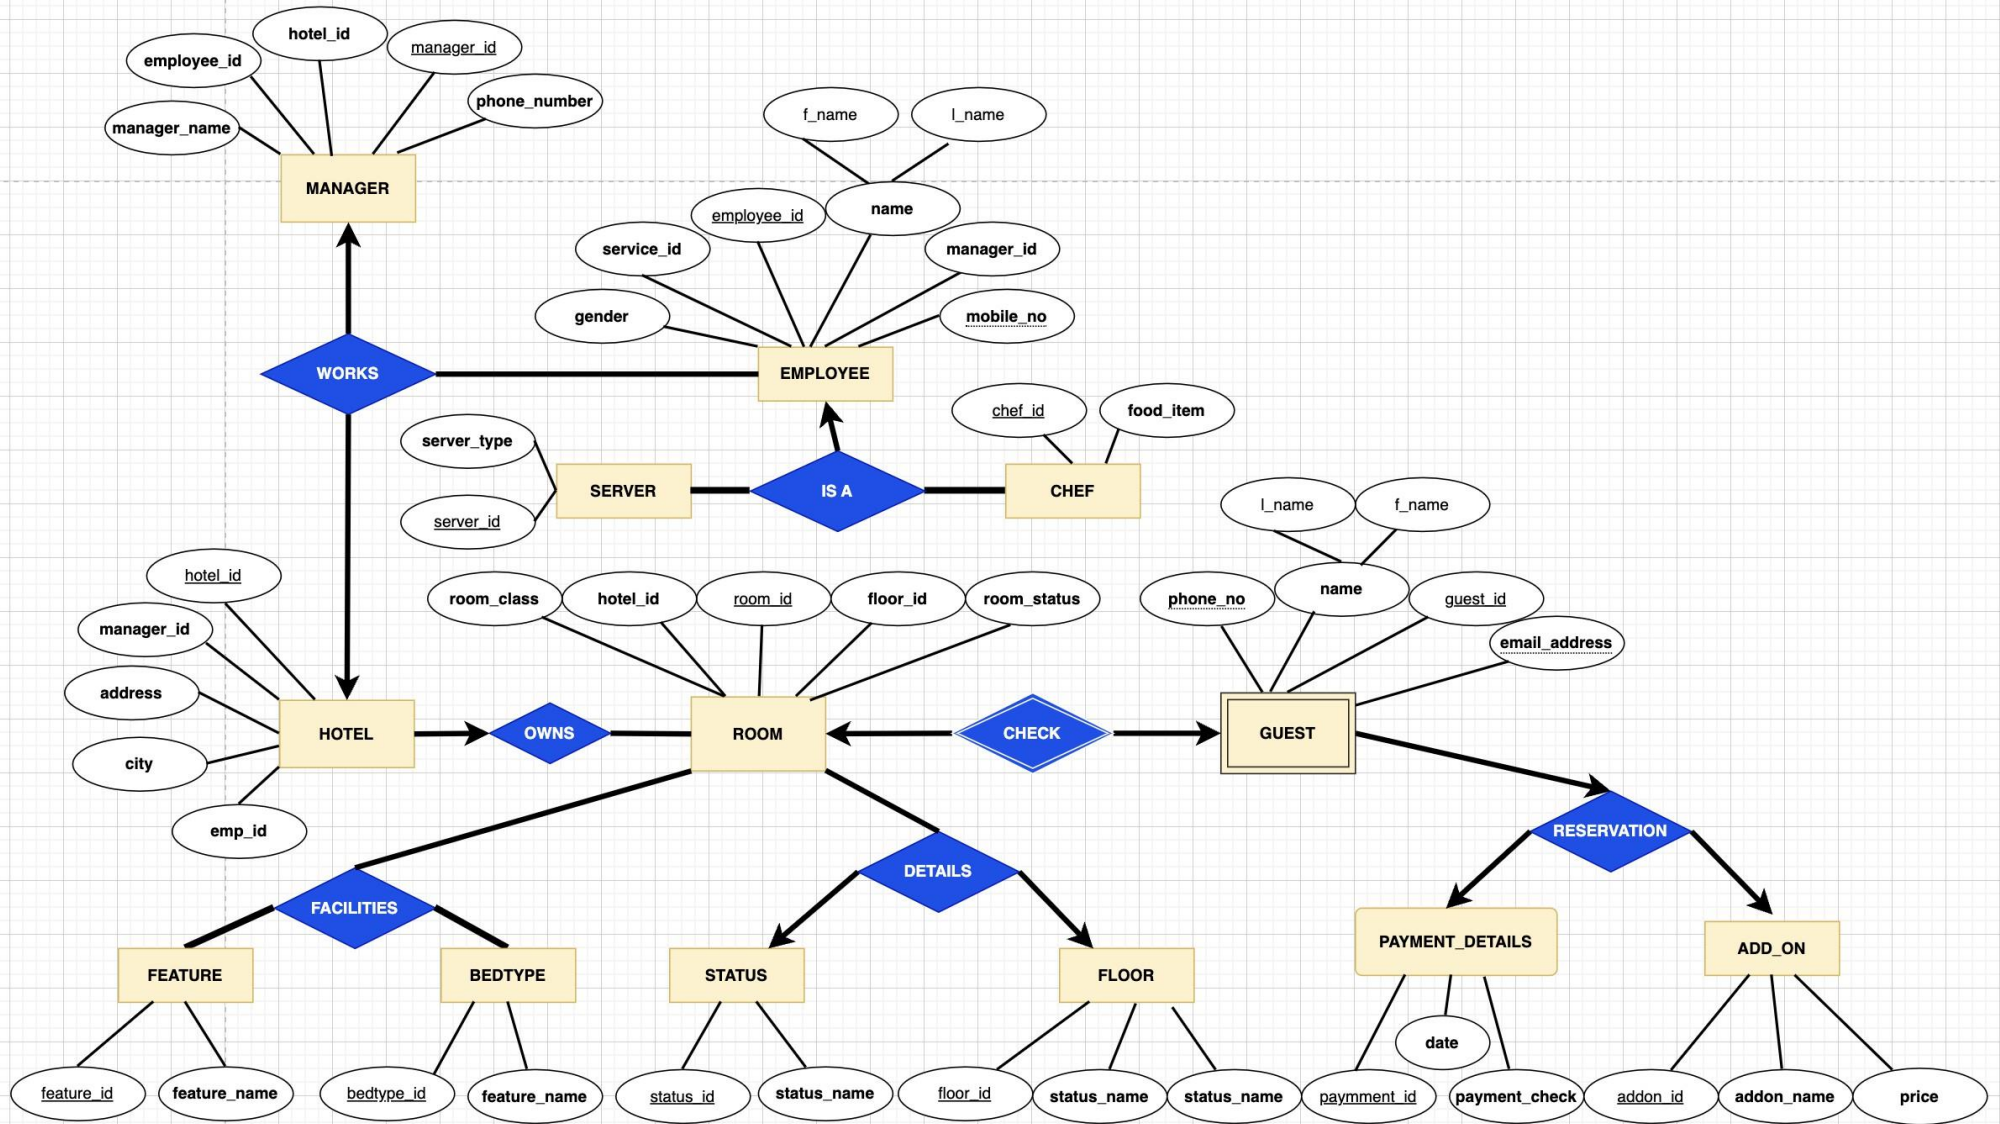 hotel_id
manager_id
employee_id
phone_number
manager_name
MANAGER
f_name
l_name
employee_id
name
service_id
manager_id
gender
mobile_no
WORKS
EMPLOYEE
chef_id
food_item
server_type
SERVER
IS A
CHEF
server_id
l_name
f_name
hotel_id
room_class
hotel_id
room_id
floor_id
room_status
phone_no
name
guest_id
manager_id
email_address
address
HOTEL
OWNS
ROOM
CHECK
GUEST
city
emp_id
RESERVATION
DETAILS
FACILITIES
PAYMENT_DETAILS
ADD_ON
FEATURE
BEDTYPE
STATUS
FLOOR
date
feature_id
feature_name
bedtype_id
feature_name
status_id
status_name
floor_id
status_name
status_name
paymment_id
payment_check
addon_id
addon_name
price